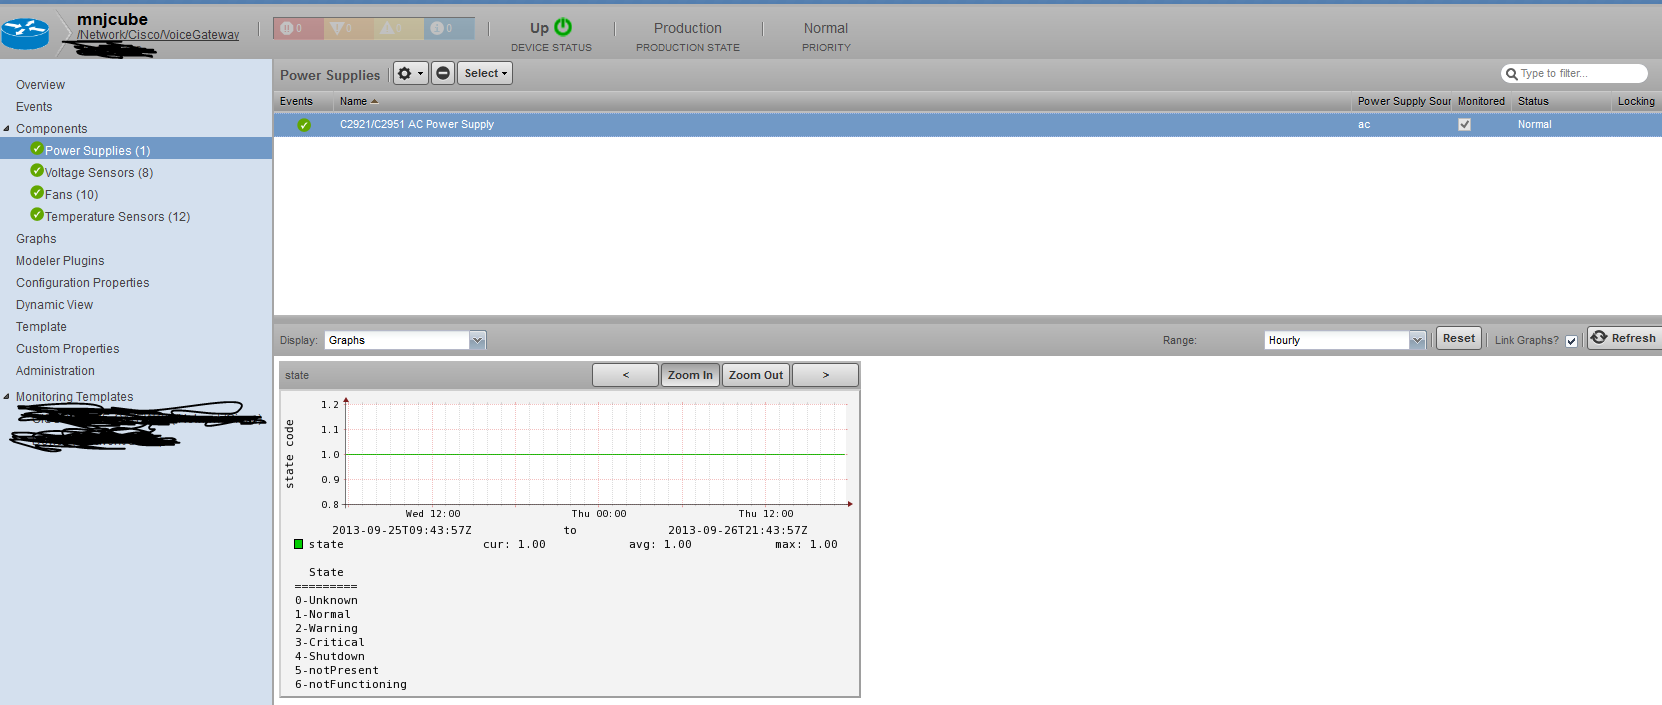 mnjcube
/Network/Cisco/VoiceGateway
0 0 0 0
Up
DEVICE STATUS
Production
PRODUCTION STATE
Normal
PRIORITY
Overview
Events
Components
Power Supplies (1)
Voltage Sensors (8)
Fans (10)
Temperature Sensors (12)
Graphs
Modeler Plugins
Configuration Properties
Dynamic View
Template
Custom Properties
Administration
Monitoring Templates
Power Supplies Select Type to filter...
Events Name Power Supply Sour Monitored Status Locking
C2921/C2951 AC Power Supply ac Normal
Display: Graphs Range: Hourly Reset Link Graphs? Refresh
state < Zoom In Zoom Out >
state code
1.2
1.1
1.0
0.9
0.8
Wed 12:00 Thu 00:00 Thu 12:00
2013-09-25T09:43:57Z to 2013-09-26T21:43:57Z
state cur: 1.00 avg: 1.00 max: 1.00
State
=========
0-Unknown
1-Normal
2-Warning
3-Critical
4-Shutdown
5-notPresent
6-notFunctioning